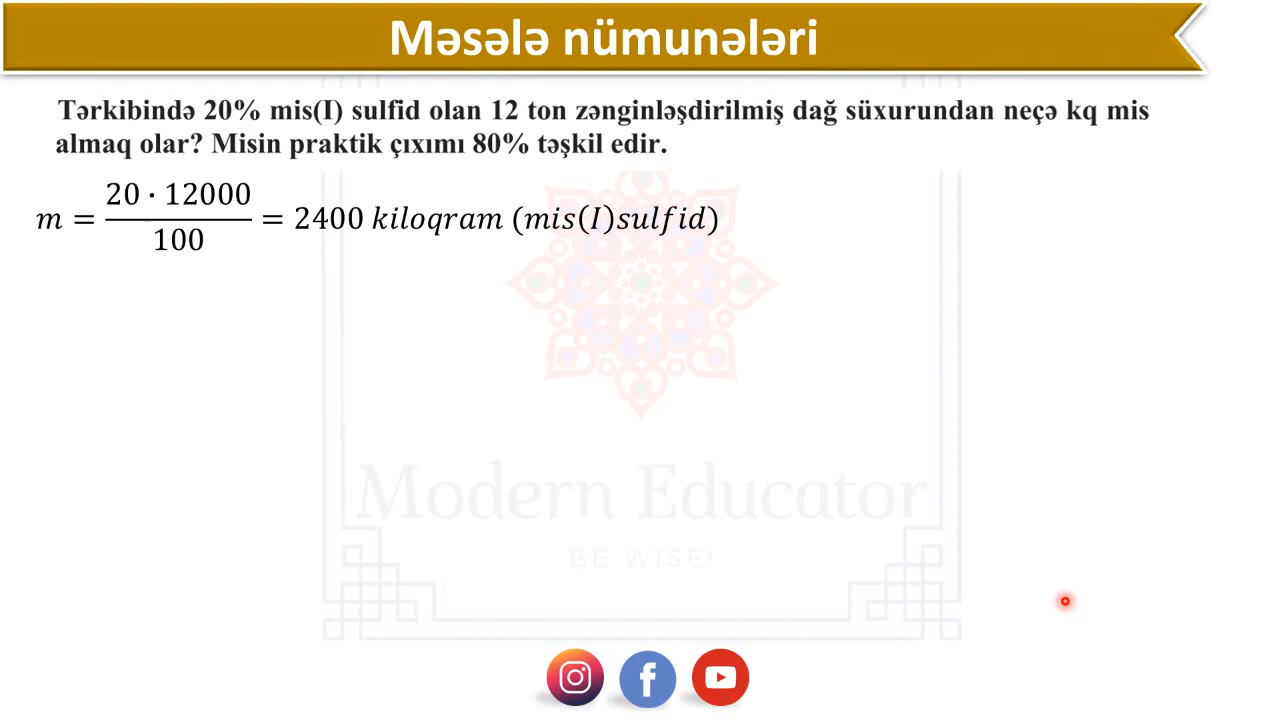 Məsələ nümunələri
Tərkibində 20% mis(I) sulfid olan 12 ton zənginləşdirilmiş dağ süxurundan neçə kq mis
almaq olar? Misin praktik çıxımı 80% təşkil edir.
m = 20 · 12000 / 100 = 2400 kiloqram (mis(I)sulfid)
Modern Educator
BE WISE!